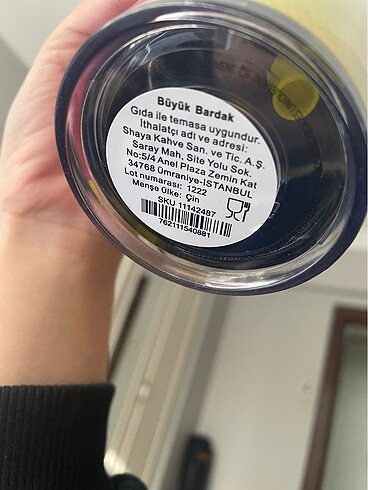 Büyük Bardak
Gıda ile temasa uygundur.
İthalatçı adı ve adresi:
Shaya Kahve San. ve Tic. A.Ş.
Saray Mah. Site Yolu Sok.
No:5/4 Anel Plaza Zemin Kat
34768 Ümraniye-İSTANBUL
Lot numarası: 1222
Menşe Ülke: Çin
SKU 11142487
762111540881